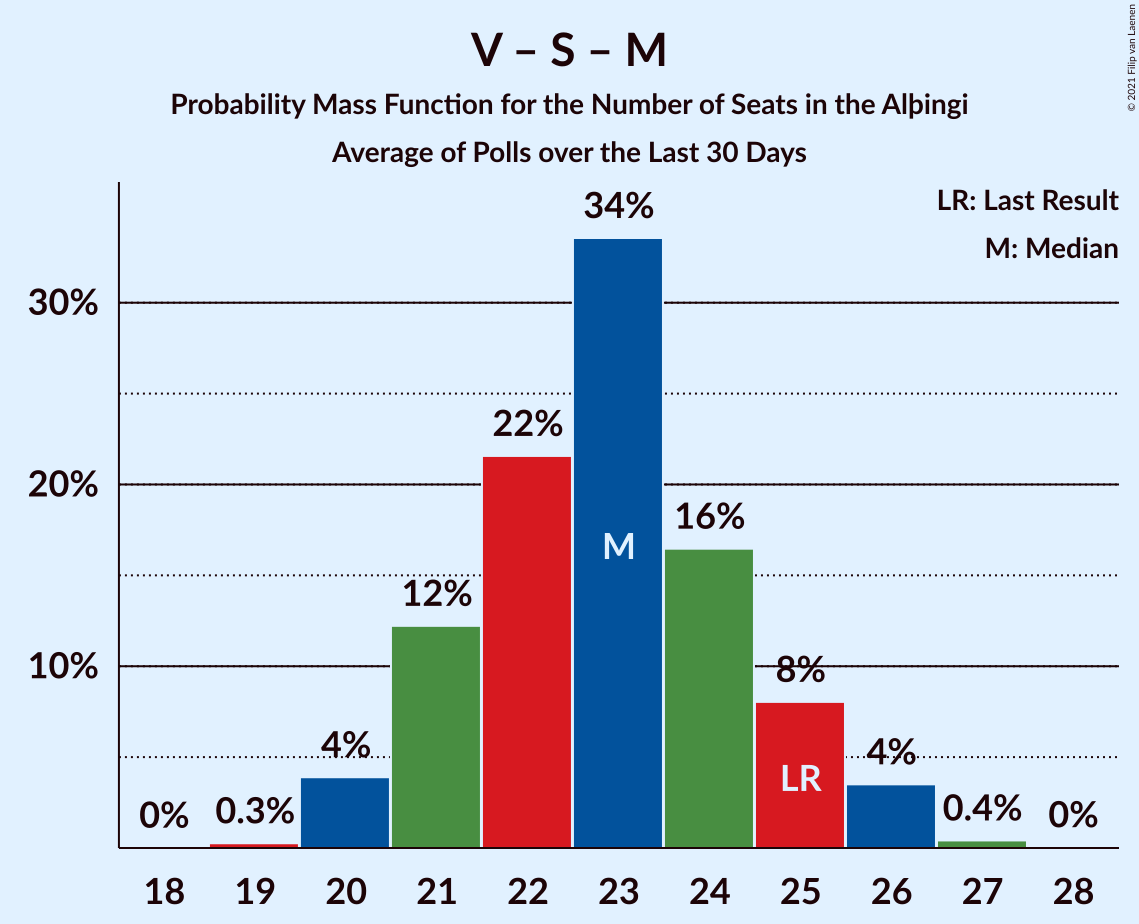 V – S – M
Probability Mass Function for the Number of Seats in the Alþingi
Average of Polls over the Last 30 Days
© 2021 Filip van Laenen
LR: Last Result
M: Median
34%
30%
22%
20%
16%
M
12%
10%
8%
4%
4%
LR
0%
0.3%
0.4%
0%
18 19 20 21 22 23 24 25 26 27 28